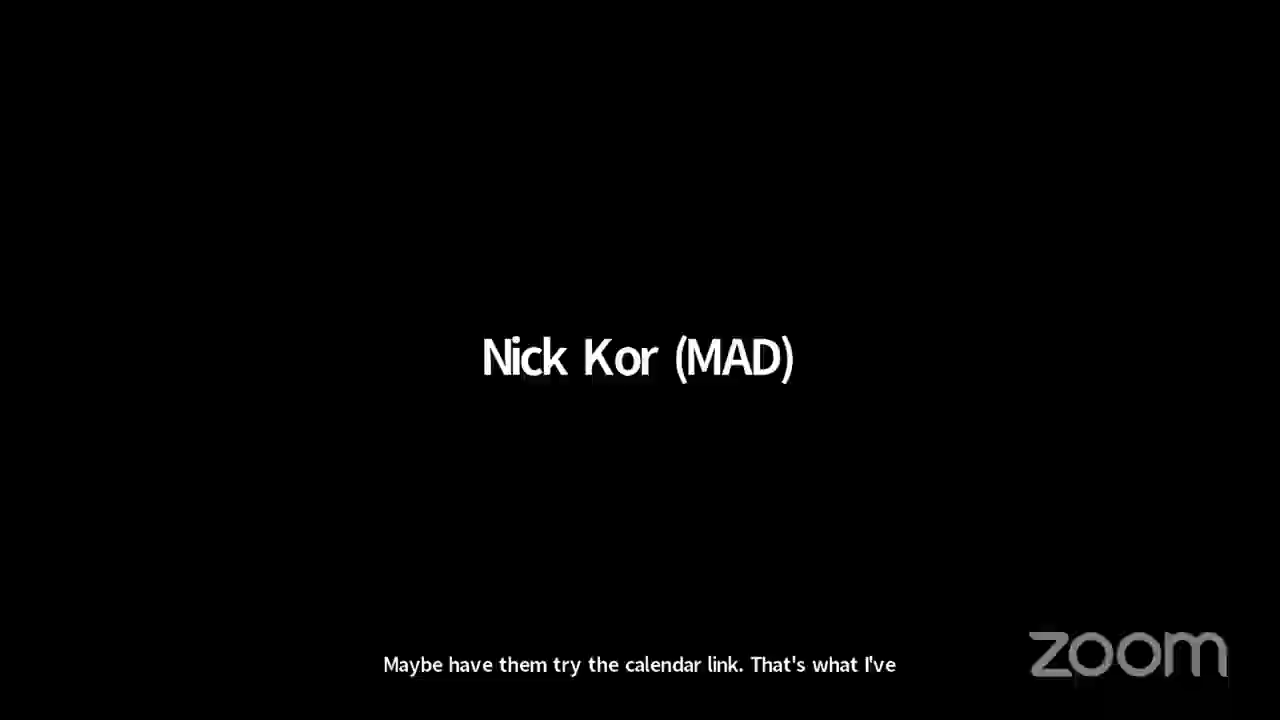 Nick Kor (MAD)
Maybe have them try the calendar link. That's what I've
zoom